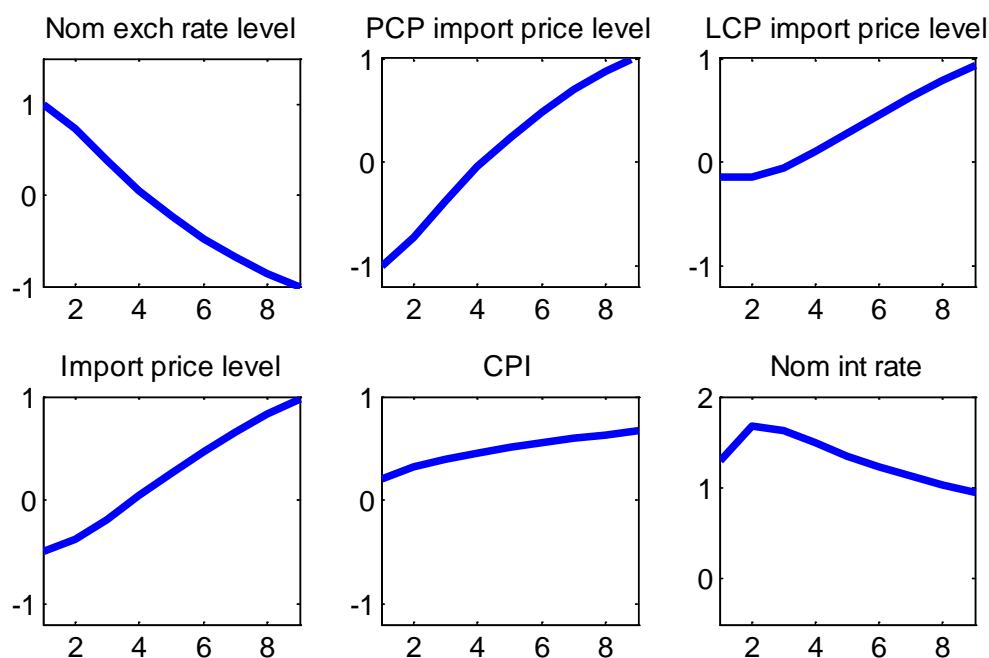 Nom exch rate level
PCP import price level
LCP import price level
1
0
-1
2 4 6 8
1
0
-1
2 4 6 8
1
0
-1
2 4 6 8
Import price level
CPI
Nom int rate
1
0
-1
2 4 6 8
1
0
-1
2 4 6 8
2
1
0
2 4 6 8